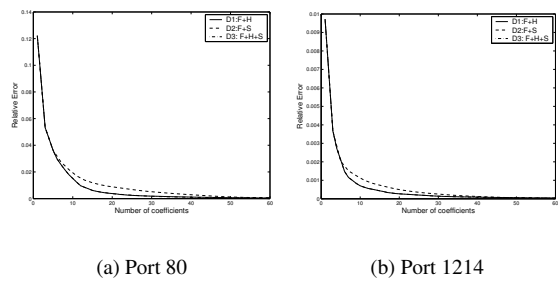 0.14
0.12
0.1
0.08
0.06
0.04
0.02
0
0 10 20 30 40 50 60
Relative Error
Number of coefficients
D1:F+H
D2:F+S
D3: F+H+S
(a) Port 80
0.01
0.009
0.008
0.007
0.006
0.005
0.004
0.003
0.002
0.001
0
0 10 20 30 40 50 60
Relative Error
Number of coefficients
D1:F+H
D2:F+S
D3: F+H+S
(b) Port 1214